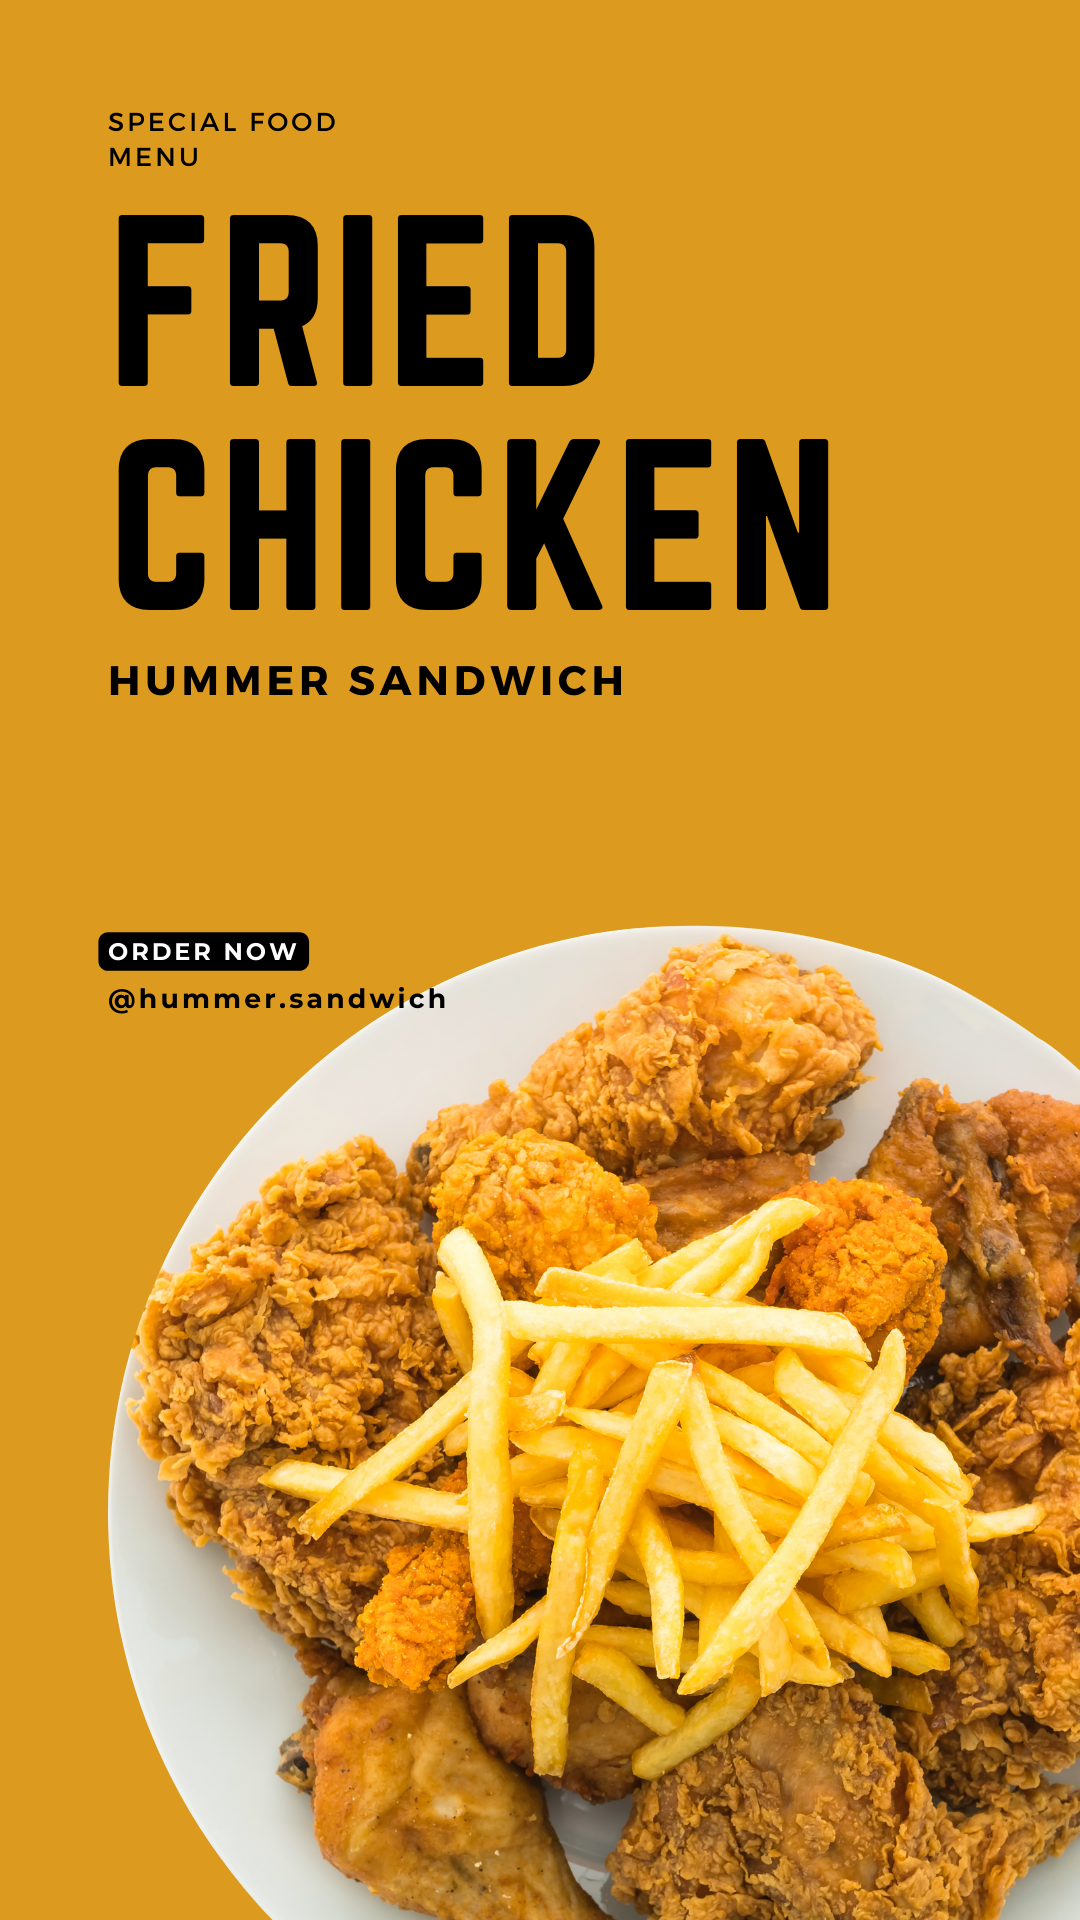 SPECIAL FOOD
MENU
FRIED
CHICKEN
HUMMER SANDWICH
ORDER NOW
@hummer.sandwich